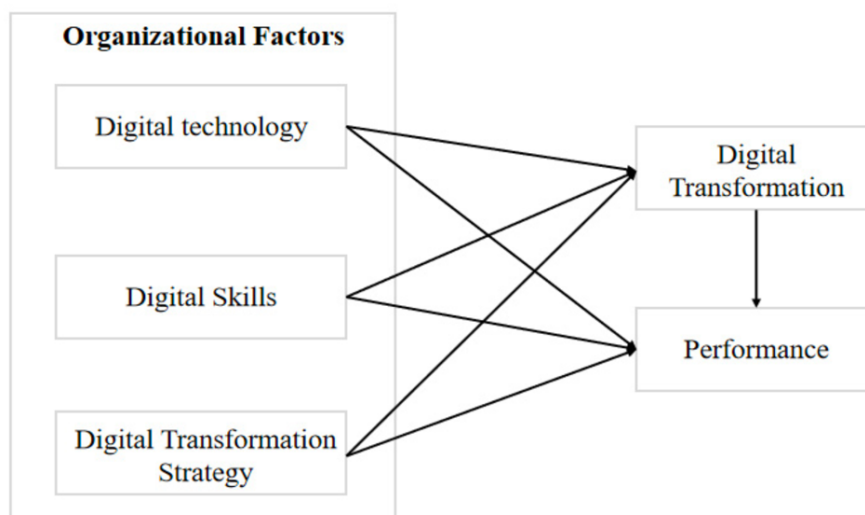 Organizational Factors
Digital technology
Digital Skills
Digital Transformation
Strategy
Digital
Transformation
Performance